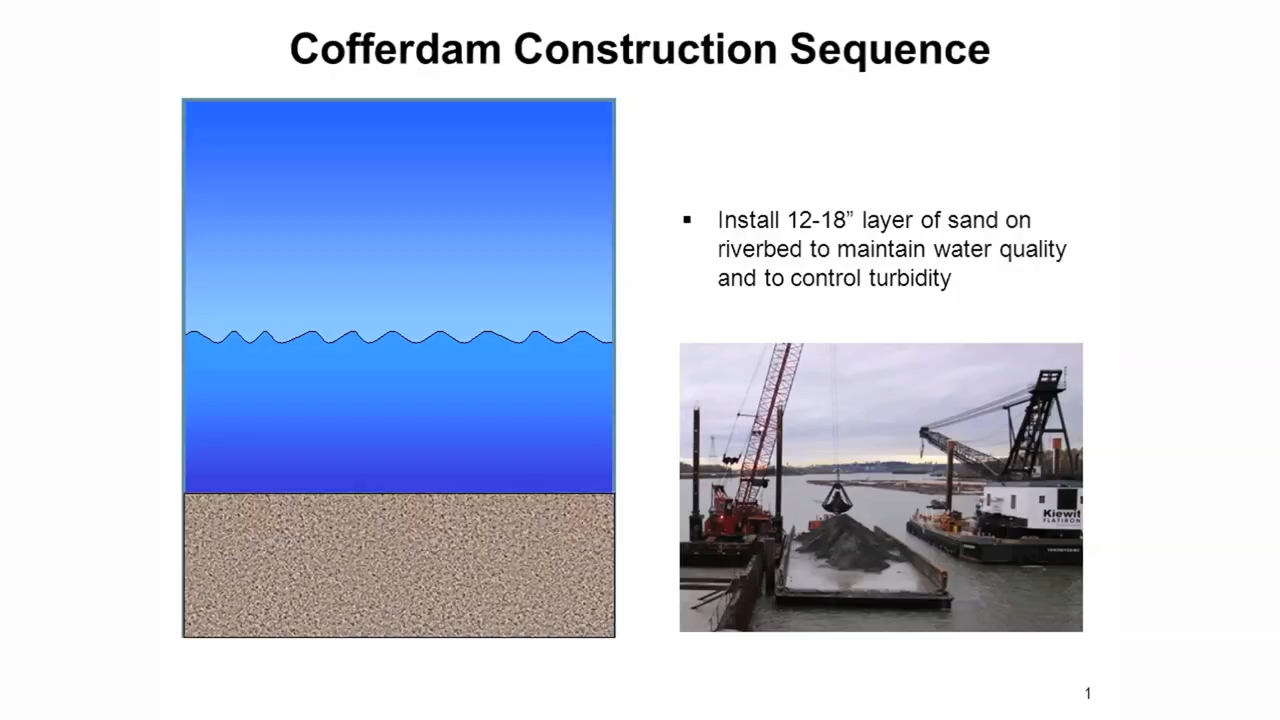 Cofferdam Construction Sequence
▪ Install 12-18” layer of sand on
riverbed to maintain water quality
and to control turbidity
Kiewit
FLATIRON
1